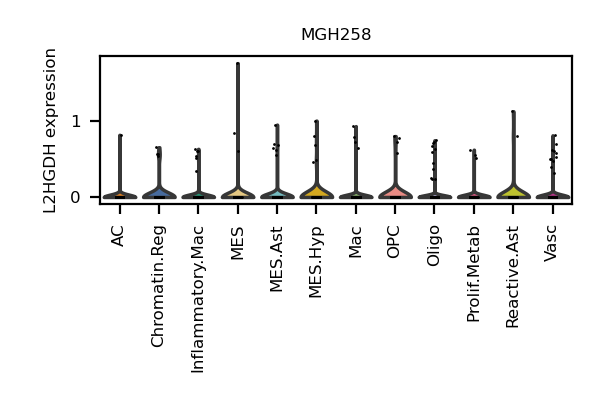 MGH258
L2HGDH expression
1
0
AC
Chromatin.Reg
Inflammatory.Mac
MES
MES.Ast
MES.Hyp
Mac
OPC
Oligo
Prolif.Metab
Reactive.Ast
Vasc